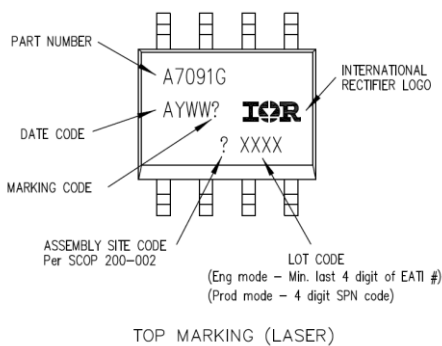 PART NUMBER
A7091G
INTERNATIONAL
RECTIFIER LOGO
AYWW?
IOR
DATE CODE
? XXXX
MARKING CODE
ASSEMBLY SITE CODE
Per SCOP 200-002
LOT CODE
(Eng mode – Min. last 4 digit of EATI #)
(Prod mode – 4 digit SPN code)
TOP MARKING (LASER)